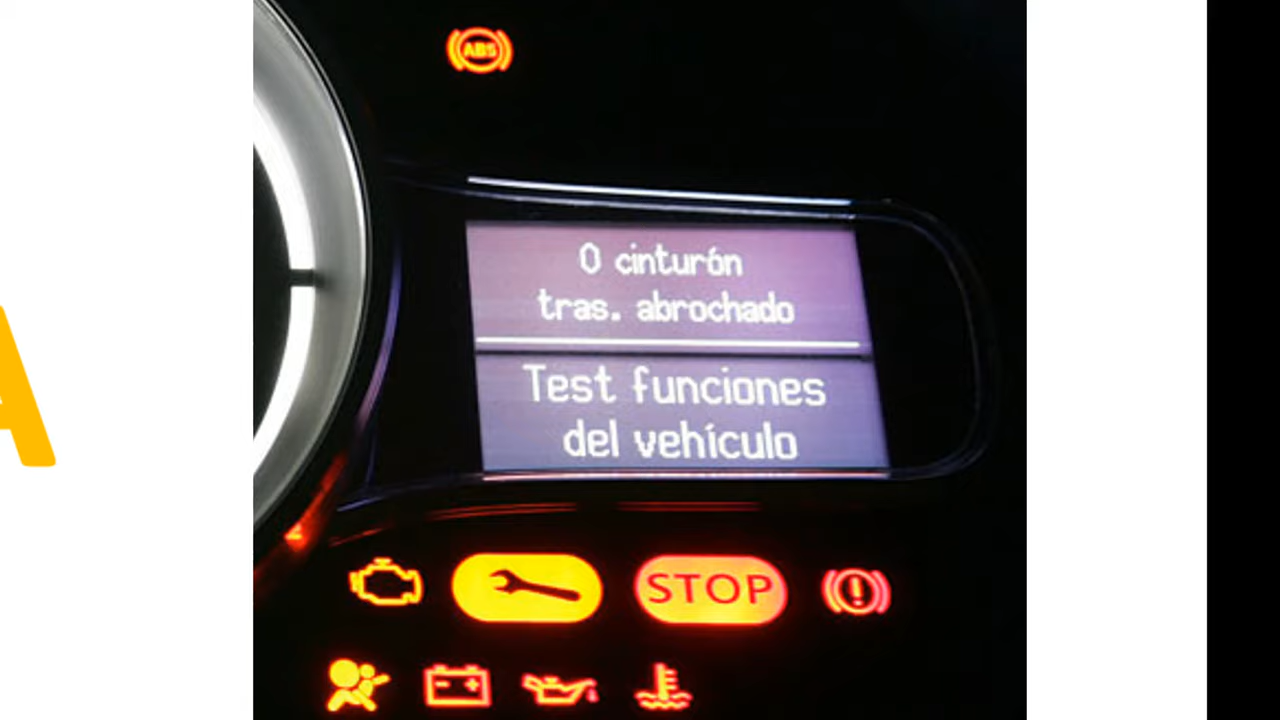 ABS
0 cinturón
tras. abrochado
Test funciones
del vehículo
STOP
A